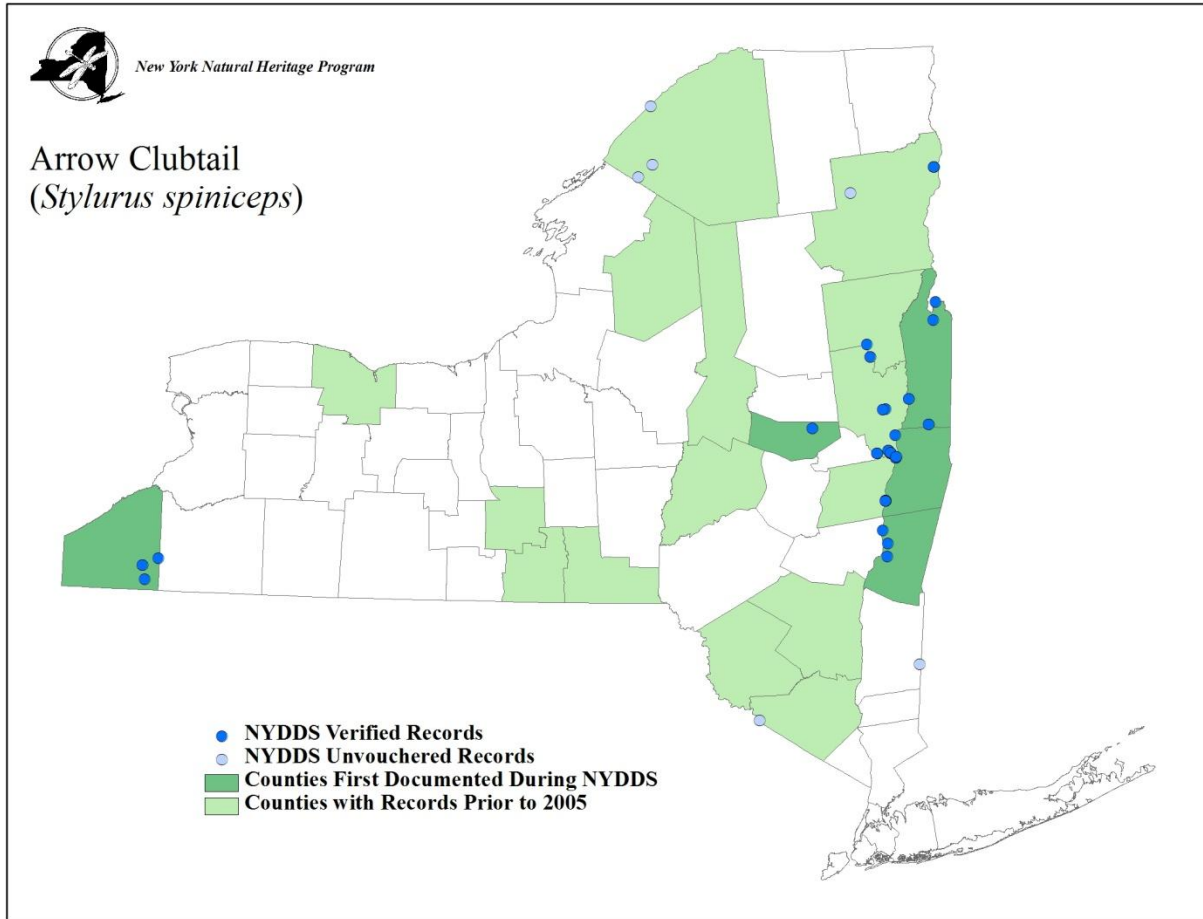 New York Natural Heritage Program
Arrow Clubtail
(Stylurus spiniceps)
NYDDS Verified Records
NYDDS Unvouchered Records
Counties First Documented During NYDDS
Counties with Records Prior to 2005